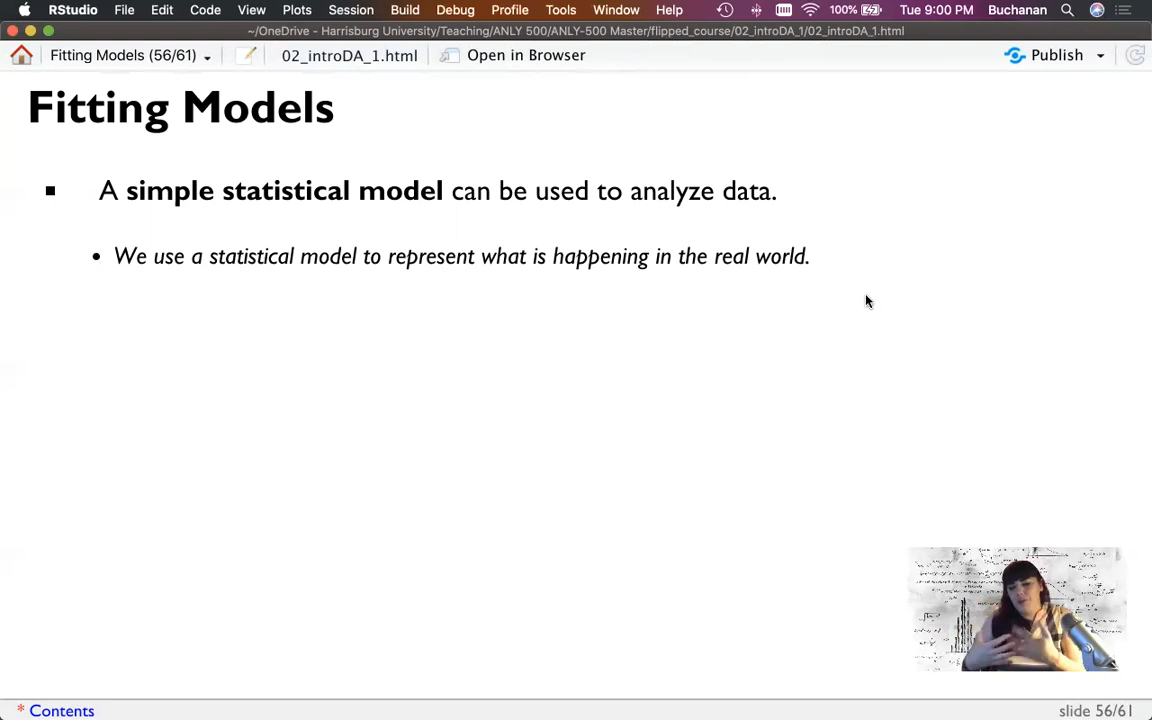 RStudio File Edit Code View Plots Session Build Debug Profile Tools Window Help 100% Tue 9:00 PM Buchanan
~/OneDrive - Harrisburg University/Teaching/ANLY 500/ANLY-500 Master/flipped_course/02_introDA_1/02_introDA_1.html
Fitting Models (56/61) 02_introDA_1.html Open in Browser Publish
Fitting Models
A simple statistical model can be used to analyze data.
• We use a statistical model to represent what is happening in the real world.
* Contents slide 56/61